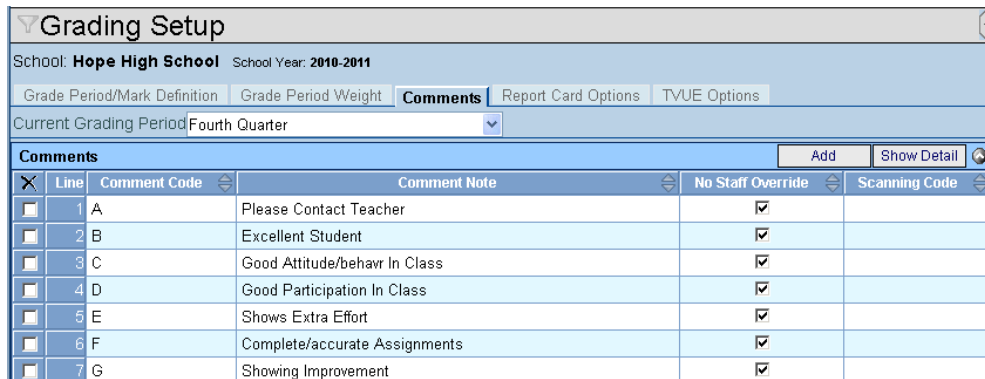 Grading Setup
School: Hope High School School Year: 2010-2011
Grade Period/Mark Definition Grade Period Weight Comments Report Card Options TVUE Options
Current Grading Period Fourth Quarter
Comments Add Show Detail
Line Comment Code Comment Note No Staff Override Scanning Code
1 A Please Contact Teacher
2 B Excellent Student
3 C Good Attitude/behavr In Class
4 D Good Participation In Class
5 E Shows Extra Effort
6 F Complete/accurate Assignments
7 G Showing Improvement